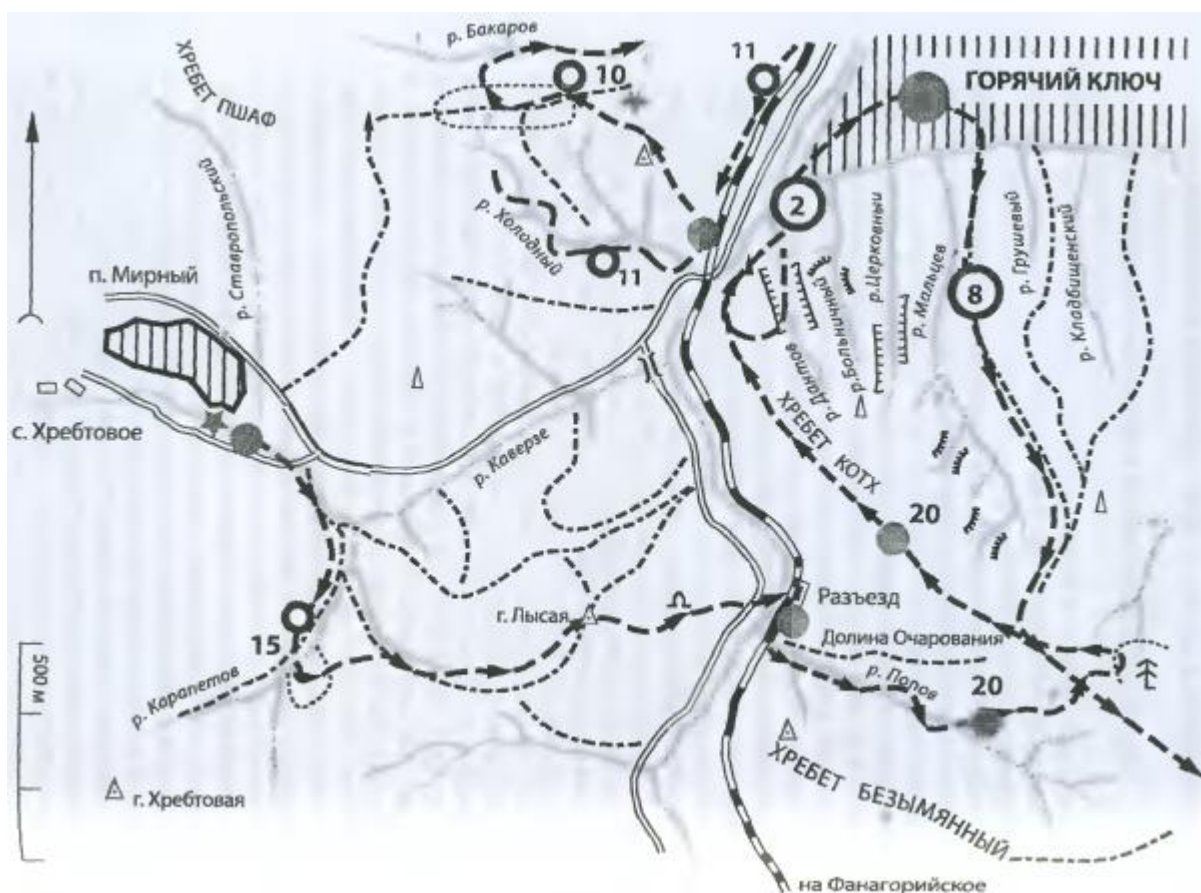 р. Бакаров
ХРЕБЕТ ПШАФ
10
11
ГОРЯЧИЙ КЛЮЧ
р. Ставропольский
р. Холодный
11
2
р. Церковный
р. Мальцев
р. Грушевый
р. Кладбищенский
8
п. Мирный
р. Дантов
р. Больничный
с. Хребтовое
р. Каверзе
ХРЕБЕТ КОТХ
20
г. Лысая
Разъезд
Долина Очарования
15
р. Карапетов
р. Попов
20
500 м
г. Хребтовая
ХРЕБЕТ БЕЗЫМЯННЫЙ
на Фанагорийское